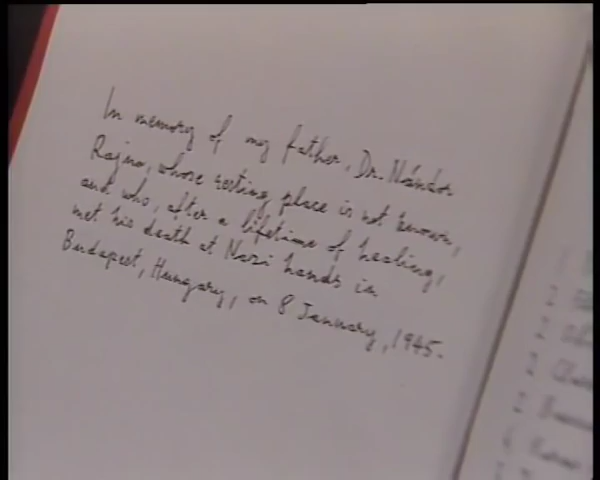 In memory of my father, Dr. Nándor
Rajna, whose resting place is not known,
and who, after a lifetime of healing,
met his death at Nazi hands in
Budapest, Hungary, on 8 January, 1945.